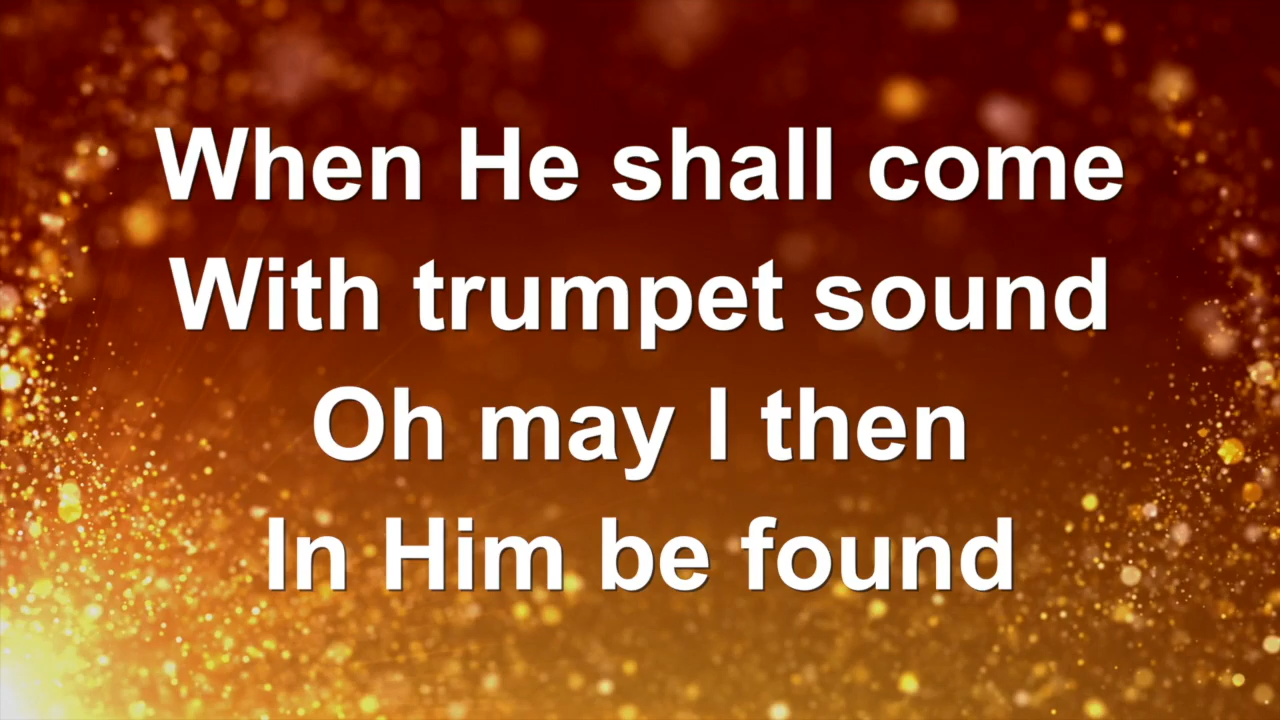 When He shall come
With trumpet sound
Oh may I then
In Him be found